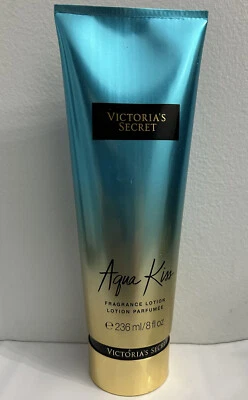 VICTORIA'S
SECRET
Aqua Kiss
FRAGRANCE LOTION
LOTION PARFUMÉE
℮ 236 ml/8 fl oz
VICTORIA'S SECRET